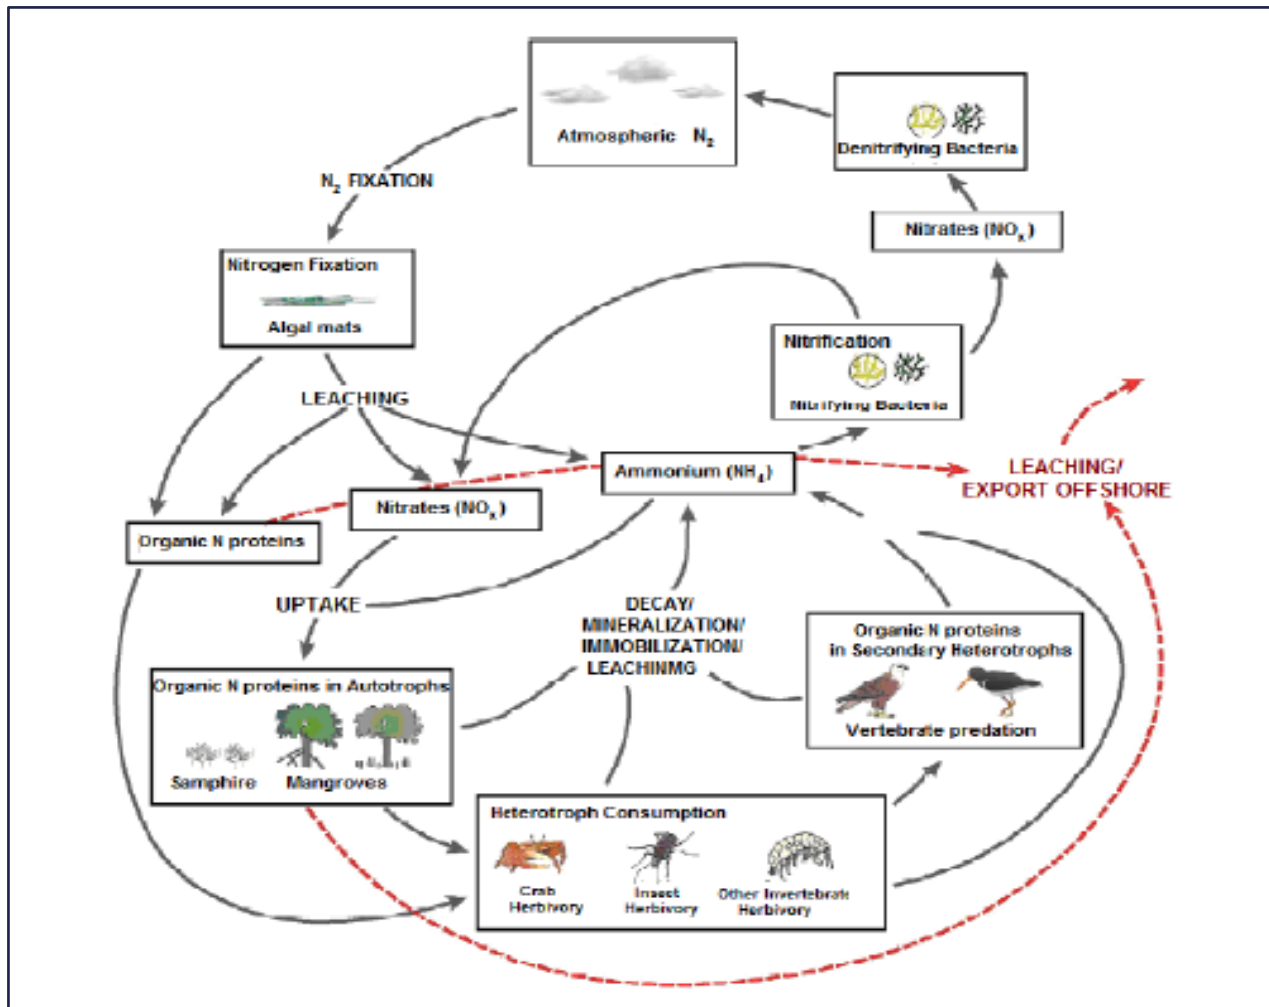 Atmospheric N₂
Denitrifying Bacteria
N₂ FIXATION
Nitrates (NOₓ)
Nitrogen Fixation
Algal mats
Nitrification
Nitrifying Bacteria
LEACHING
Ammonium (NH₄)
LEACHING/
EXPORT OFFSHORE
Nitrates (NOₓ)
Organic N proteins
UPTAKE
DECAY/
MINERALIZATION/
IMMOBILIZATION/
LEACHINMG
Organic N proteins
in Secondary Heterotrophs
Vertebrate predation
Organic N proteins in Autotrophs
Samphire
Mangroves
Heterotroph Consumption
Crab
Herbivory
Insect
Herbivory
Other Invertebrate
Herbivory